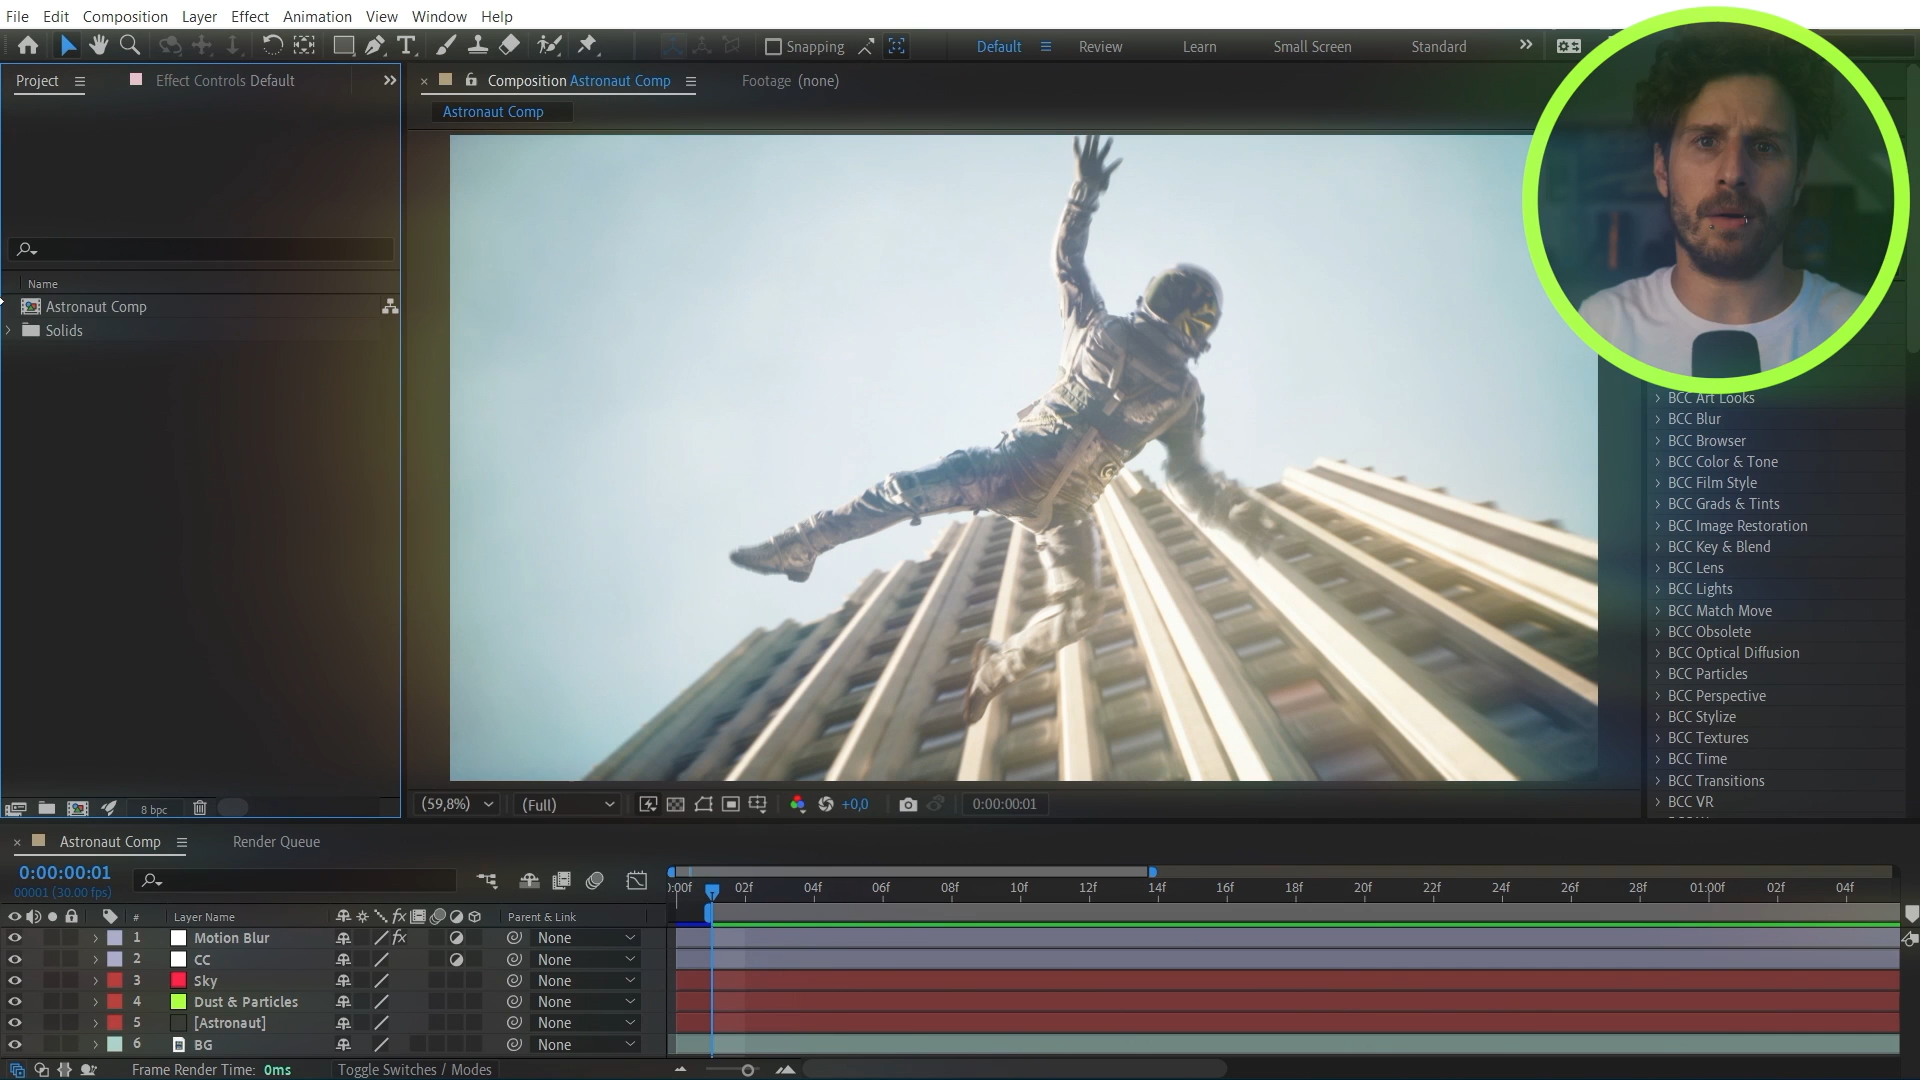 File Edit Composition Layer Effect Animation View Window Help
Snapping Default Review Learn Small Screen Standard
Project Effect Controls Default Composition Astronaut Comp Footage (none)
Astronaut Comp
Name
Astronaut Comp
Solids
BCC Art Looks
BCC Blur
BCC Browser
BCC Color & Tone
BCC Film Style
BCC Grads & Tints
BCC Image Restoration
BCC Key & Blend
BCC Lens
BCC Lights
BCC Match Move
BCC Obsolete
BCC Optical Diffusion
BCC Particles
BCC Perspective
BCC Stylize
BCC Textures
BCC Time
BCC Transitions
BCC VR
8 bpc (59,8%) (Full) +0,0 0:00:00:01
Astronaut Comp Render Queue
0:00:00:01
00001 (30.00 fps)
):00f 02f 04f 06f 08f 10f 12f 14f 16f 18f 20f 22f 24f 26f 28f 01:00f 02f 04f
# Layer Name fx Parent & Link
1 Motion Blur fx None
2 CC None
3 Sky None
4 Dust & Particles None
5 [Astronaut] None
6 BG None
Frame Render Time: 0ms Toggle Switches / Modes